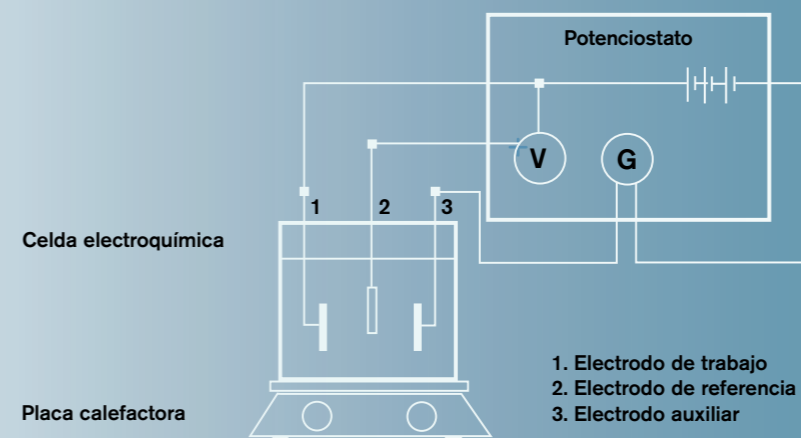 Potenciostato
V
G
1
2
3
Celda electroquímica
1. Electrodo de trabajo
2. Electrodo de referencia
3. Electrodo auxiliar
Placa calefactora